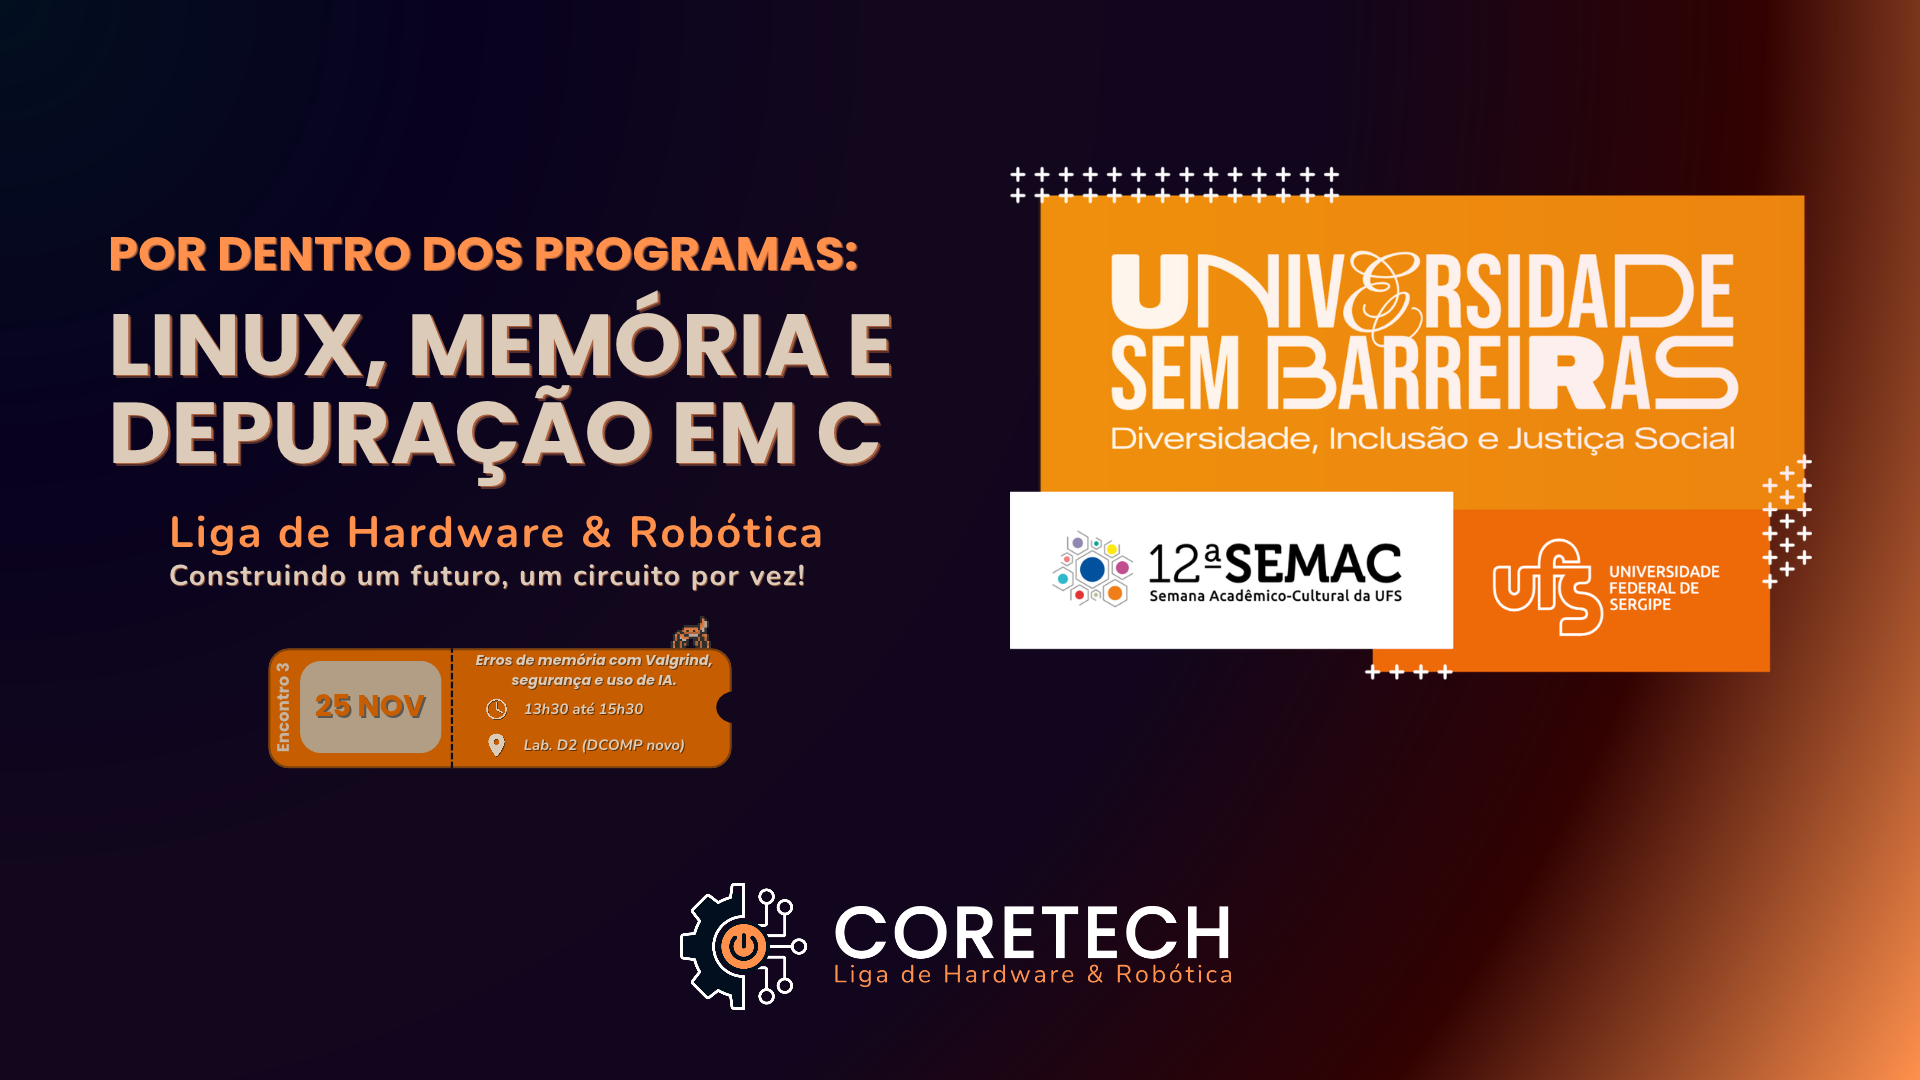 POR DENTRO DOS PROGRAMAS:
LINUX, MEMÓRIA E
DEPURAÇÃO EM C
Liga de Hardware & Robótica
Construindo um futuro, um circuito por vez!
Encontro 3
25 NOV
Erros de memória com Valgrind,
segurança e uso de IA.
13h30 até 15h30
Lab. D2 (DCOMP novo)
UNIVERSIDADE
SEM BARREIRAS
Diversidade, Inclusão e Justiça Social
12ªSEMAC
Semana Acadêmico-Cultural da UFS
ufs
UNIVERSIDADE
FEDERAL DE
SERGIPE
CORETECH
Liga de Hardware & Robótica